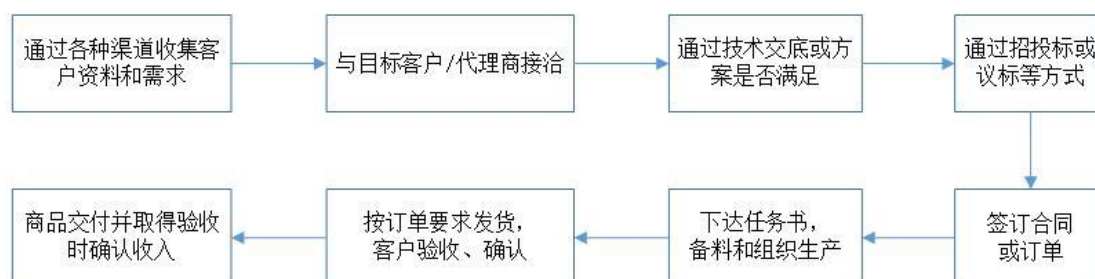 通过各种渠道收集客
户资料和需求
与目标客户/代理商接洽
通过技术交底或方
案是否满足
通过招投标或
议标等方式
签订合同
或订单
下达任务书，
备料和组织生产
按订单要求发货，
客户验收、确认
商品交付并取得验收
时确认收入